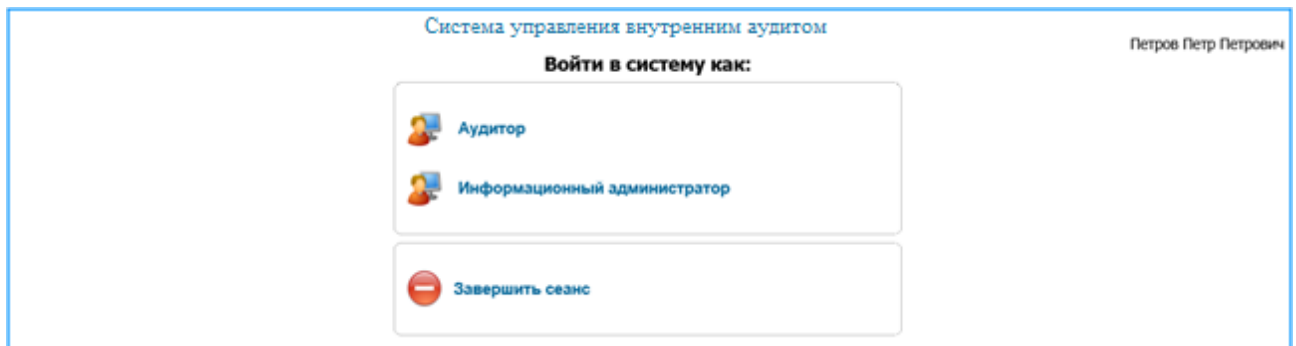 Система управления внутренним аудитом
Петров Петр Петрович
Войти в систему как:
Аудитор
Информационный администратор
Завершить сеанс